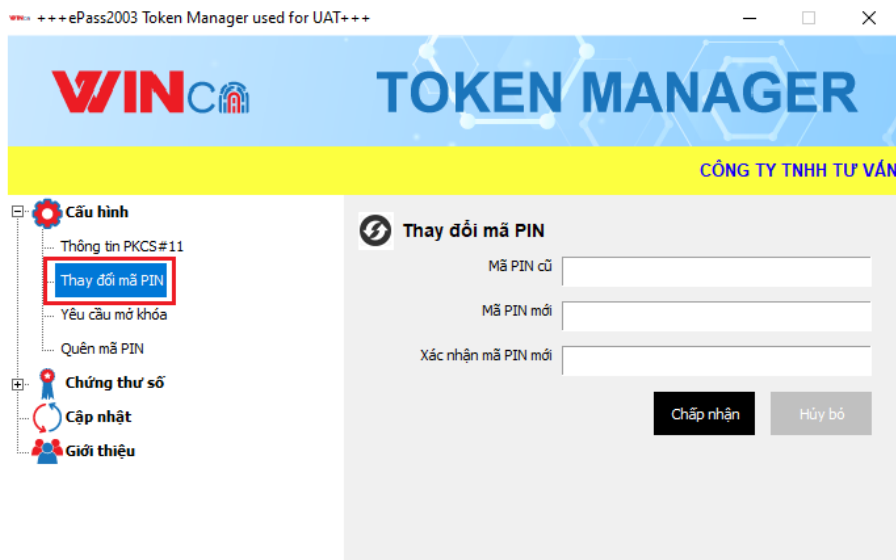 +++ePass2003 Token Manager used for UAT+++
WINca
TOKEN MANAGER
CÔNG TY TNHH TƯ VẤN
Cấu hình
Thông tin PKCS#11
Thay đổi mã PIN
Yêu cầu mở khóa
Quên mã PIN
Chứng thư số
Cập nhật
Giới thiệu
Thay đổi mã PIN
Mã PIN cũ
Mã PIN mới
Xác nhận mã PIN mới
Chấp nhận
Hủy bỏ